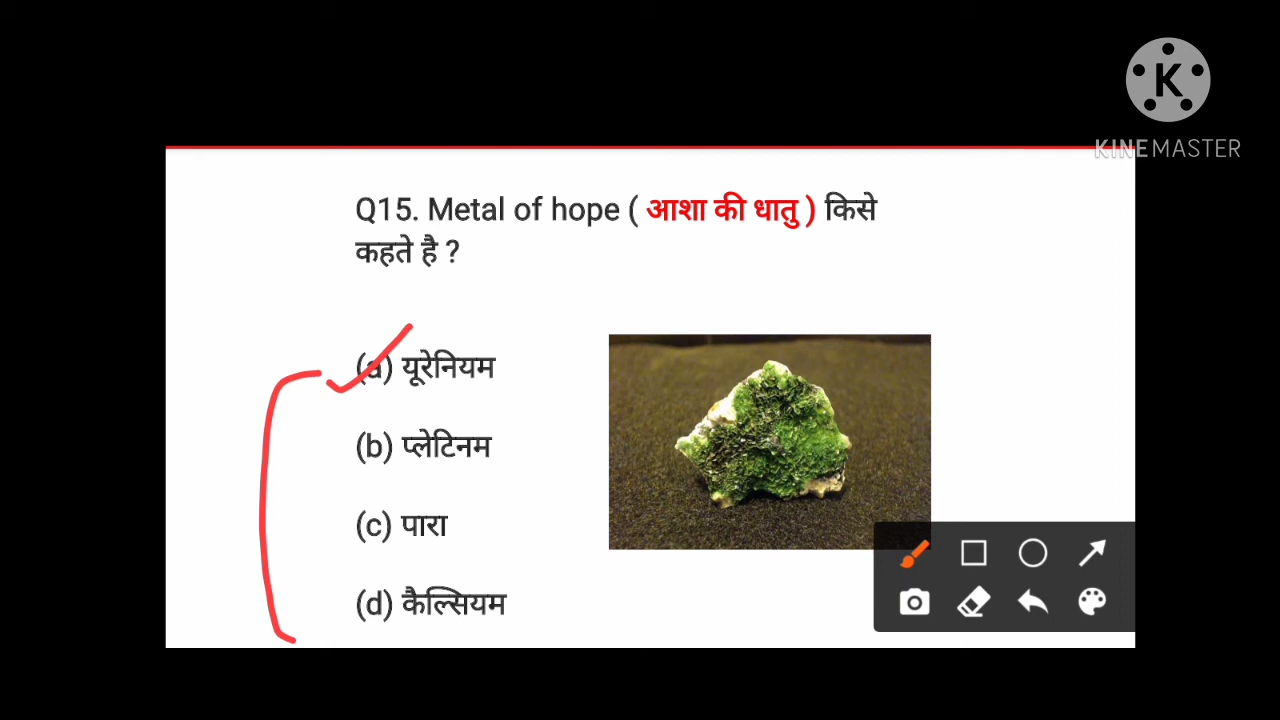 K
KINEMASTER
Q15. Metal of hope ( आशा की धातु ) किसे
कहते है ?
(a) यूरेनियम
(b) प्लेटिनम
(c) पारा
(d) कैल्सियम